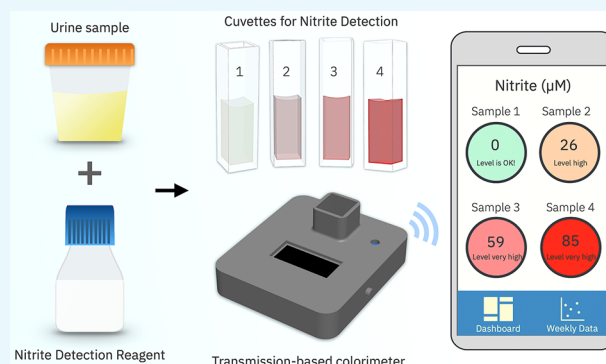 Urine sample
Nitrite Detection Reagent
Cuvettes for Nitrite Detection
1
2
3
4
Transmission-based colorimeter
Nitrite (µM)
Sample 1
Sample 2
0
Level is OK!
26
Level high
Sample 3
Sample 4
59
Level very high
85
Level very high
Dashboard
Weekly Data